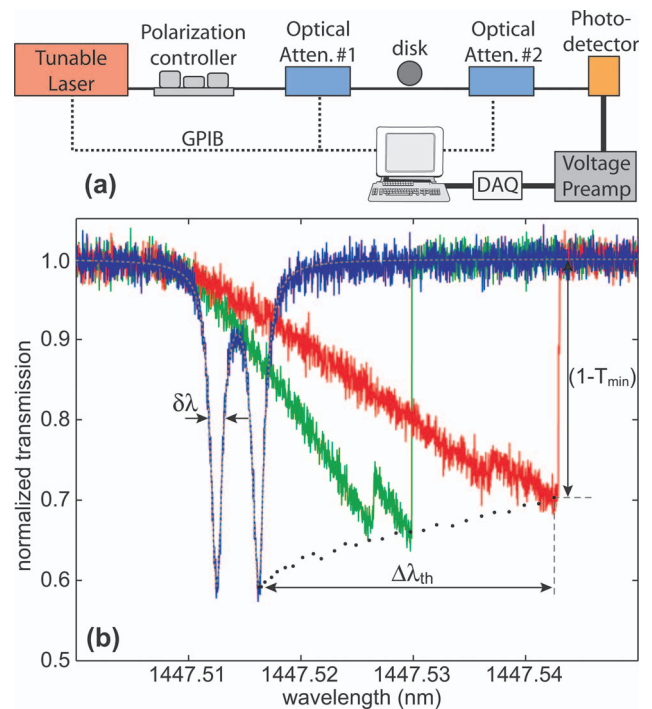 Tunable
Laser
Polarization
controller
Optical
Atten. #1
disk
Optical
Atten. #2
Photo-
detector
GPIB
(a)
DAQ
Voltage
Preamp
1.0
0.9
0.8
0.7
0.6
0.5
normalized transmission
δλ
(1-Tmin)
Δλth
(b)
1447.51
1447.52
1447.53
1447.54
wavelength (nm)